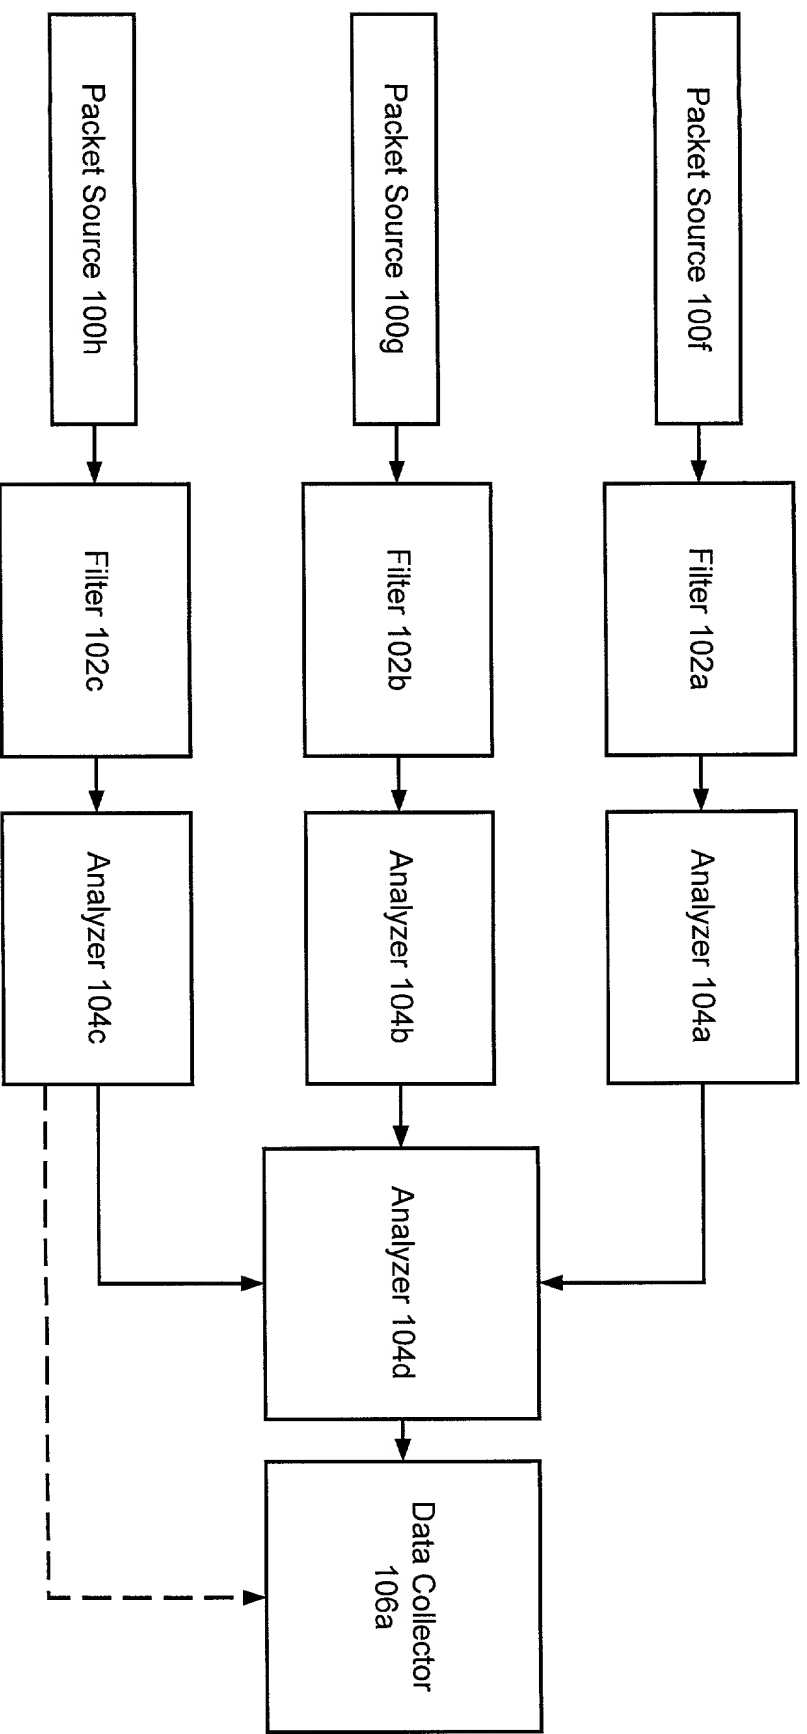 Packet Source 100f
Filter 102a
Analyzer 104a
Packet Source 100g
Filter 102b
Analyzer 104b
Analyzer 104d
Data Collector
106a
Packet Source 100h
Filter 102c
Analyzer 104c